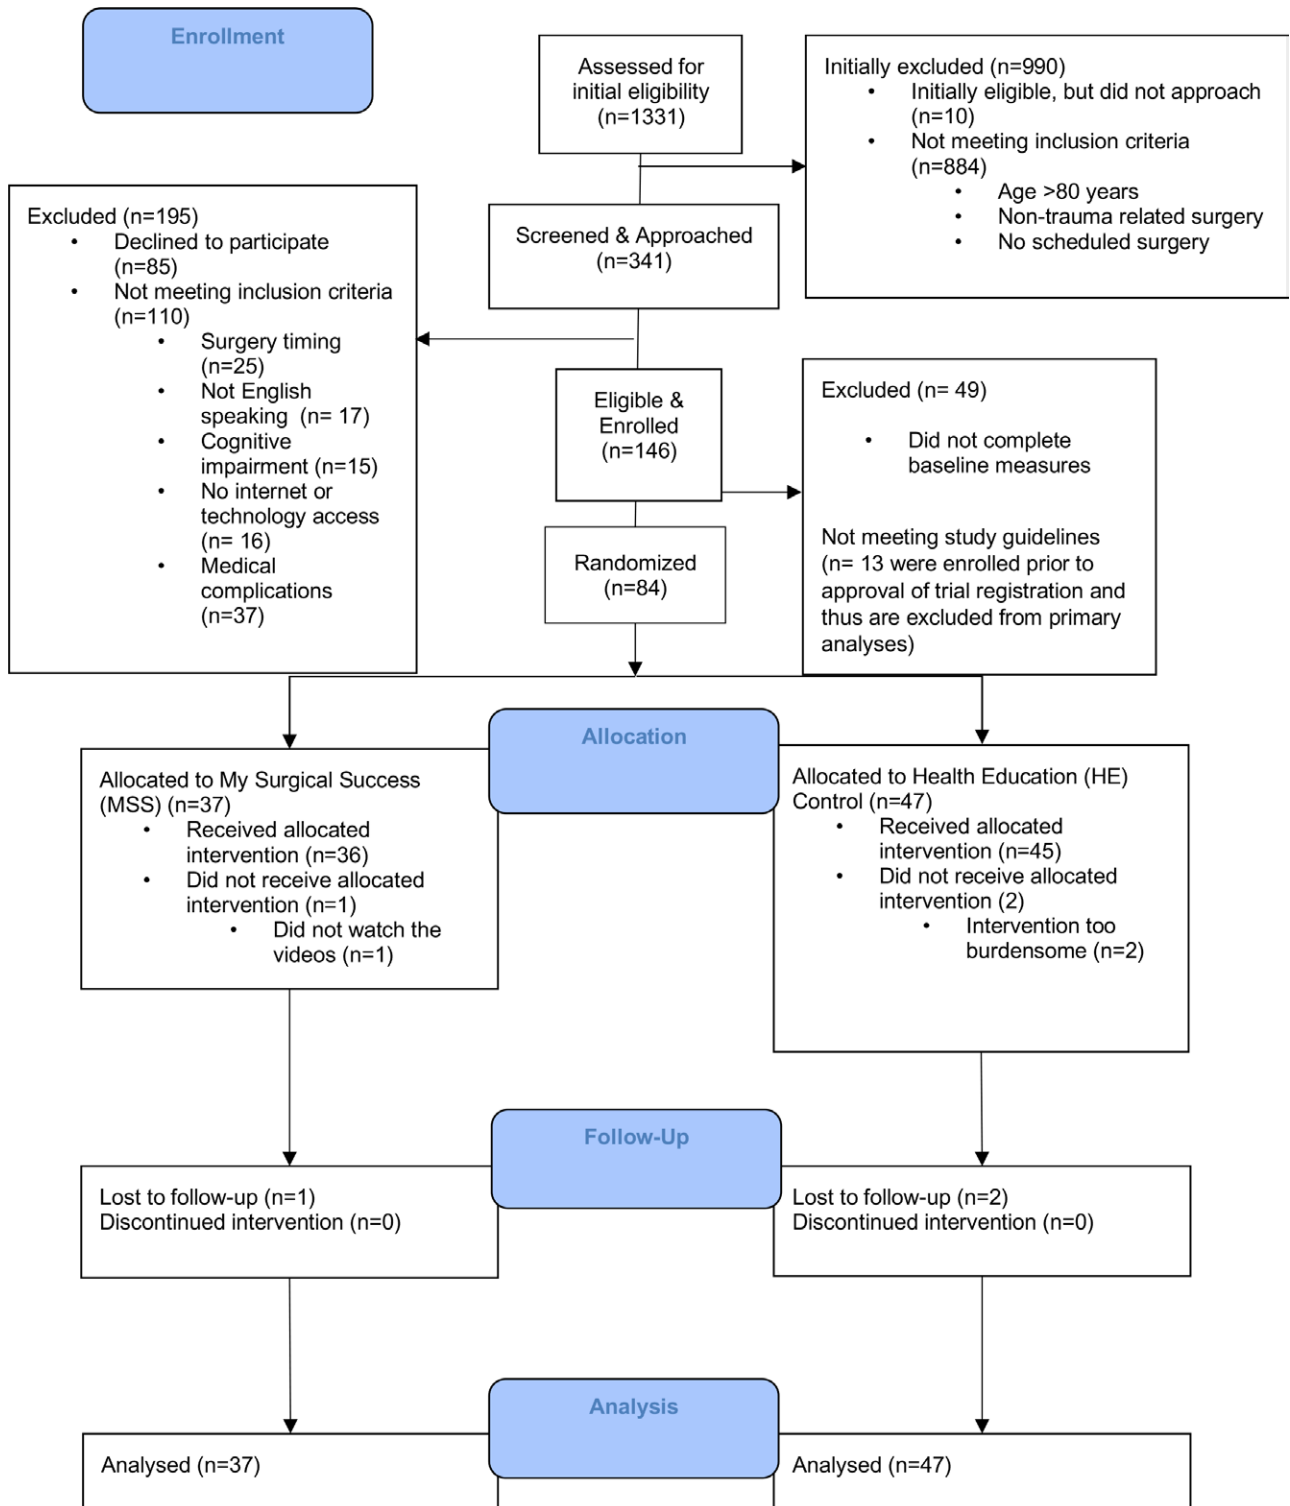 Enrollment
Assessed for
initial eligibility
(n=1331)
Initially excluded (n=990)
• Initially eligible, but did not approach
(n=10)
• Not meeting inclusion criteria
(n=884)
• Age >80 years
• Non-trauma related surgery
• No scheduled surgery
Screened & Approached
(n=341)
Excluded (n=195)
• Declined to participate
(n=85)
• Not meeting inclusion criteria
(n=110)
• Surgery timing
(n=25)
• Not English
speaking (n= 17)
• Cognitive
impairment (n=15)
• No internet or
technology access
(n= 16)
• Medical
complications
(n=37)
Eligible &
Enrolled
(n=146)
Excluded (n= 49)
• Did not complete
baseline measures
Not meeting study guidelines
(n= 13 were enrolled prior to
approval of trial registration and
thus are excluded from primary
analyses)
Randomized
(n=84)
Allocation
Allocated to My Surgical Success
(MSS) (n=37)
• Received allocated
intervention (n=36)
• Did not receive allocated
intervention (n=1)
• Did not watch the
videos (n=1)
Allocated to Health Education (HE)
Control (n=47)
• Received allocated
intervention (n=45)
• Did not receive allocated
intervention (2)
• Intervention too
burdensome (n=2)
Follow-Up
Lost to follow-up (n=1)
Discontinued intervention (n=0)
Lost to follow-up (n=2)
Discontinued intervention (n=0)
Analysis
Analysed (n=37)
Analysed (n=47)